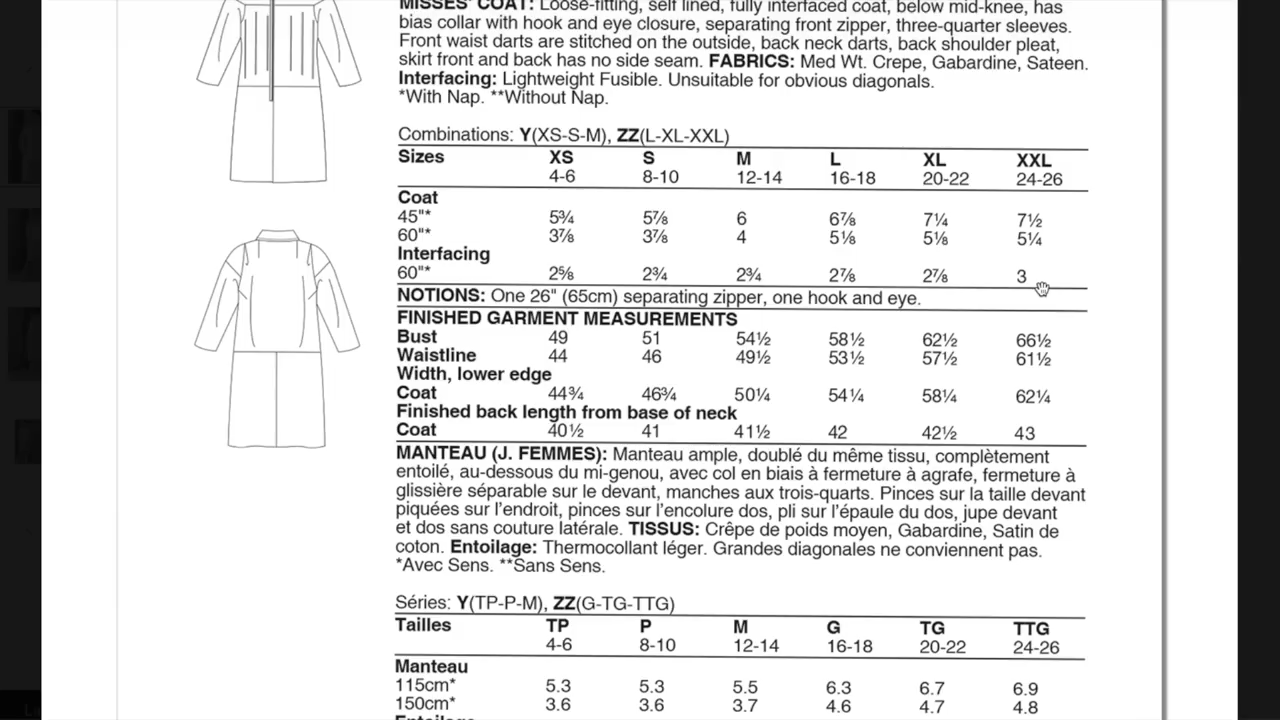 MISSES' COAT: Loose-fitting, self lined, fully interfaced coat, below mid-knee, has
bias collar with hook and eye closure, separating front zipper, three-quarter sleeves.
Front waist darts are stitched on the outside, back neck darts, back shoulder pleat,
skirt front and back has no side seam. FABRICS: Med Wt. Crepe, Gabardine, Sateen.
Interfacing: Lightweight Fusible. Unsuitable for obvious diagonals.
*With Nap. **Without Nap.
Combinations: Y(XS-S-M), ZZ(L-XL-XXL)
Sizes XS S M L XL XXL
4-6 8-10 12-14 16-18 20-22 24-26
Coat
45"* 5¾ 5⅞ 6 6⅞ 7¼ 7½
60"* 3⅞ 3⅞ 4 5⅛ 5⅛ 5¼
Interfacing
60"* 2⅝ 2¾ 2¾ 2⅞ 2⅞ 3
NOTIONS: One 26" (65cm) separating zipper, one hook and eye.
FINISHED GARMENT MEASUREMENTS
Bust 49 51 54½ 58½ 62½ 66½
Waistline 44 46 49½ 53½ 57½ 61½
Width, lower edge
Coat 44¾ 46¾ 50¼ 54¼ 58¼ 62¼
Finished back length from base of neck
Coat 40½ 41 41½ 42 42½ 43
MANTEAU (J. FEMMES): Manteau ample, doublé du même tissu, complètement
entoilé, au-dessous du mi-genou, avec col en biais à fermeture à agrafe, fermeture à
glissière séparable sur le devant, manches aux trois-quarts. Pinces sur la taille devant
piquées sur l'endroit, pinces sur l'encolure dos, pli sur l'épaule du dos, jupe devant
et dos sans couture latérale. TISSUS: Crêpe de poids moyen, Gabardine, Satin de
coton. Entoilage: Thermocollant léger. Grandes diagonales ne conviennent pas.
*Avec Sens. **Sans Sens.
Séries: Y(TP-P-M), ZZ(G-TG-TTG)
Tailles TP P M G TG TTG
4-6 8-10 12-14 16-18 20-22 24-26
Manteau
115cm* 5.3 5.3 5.5 6.3 6.7 6.9
150cm* 3.6 3.6 3.7 4.6 4.7 4.8
Entoilage